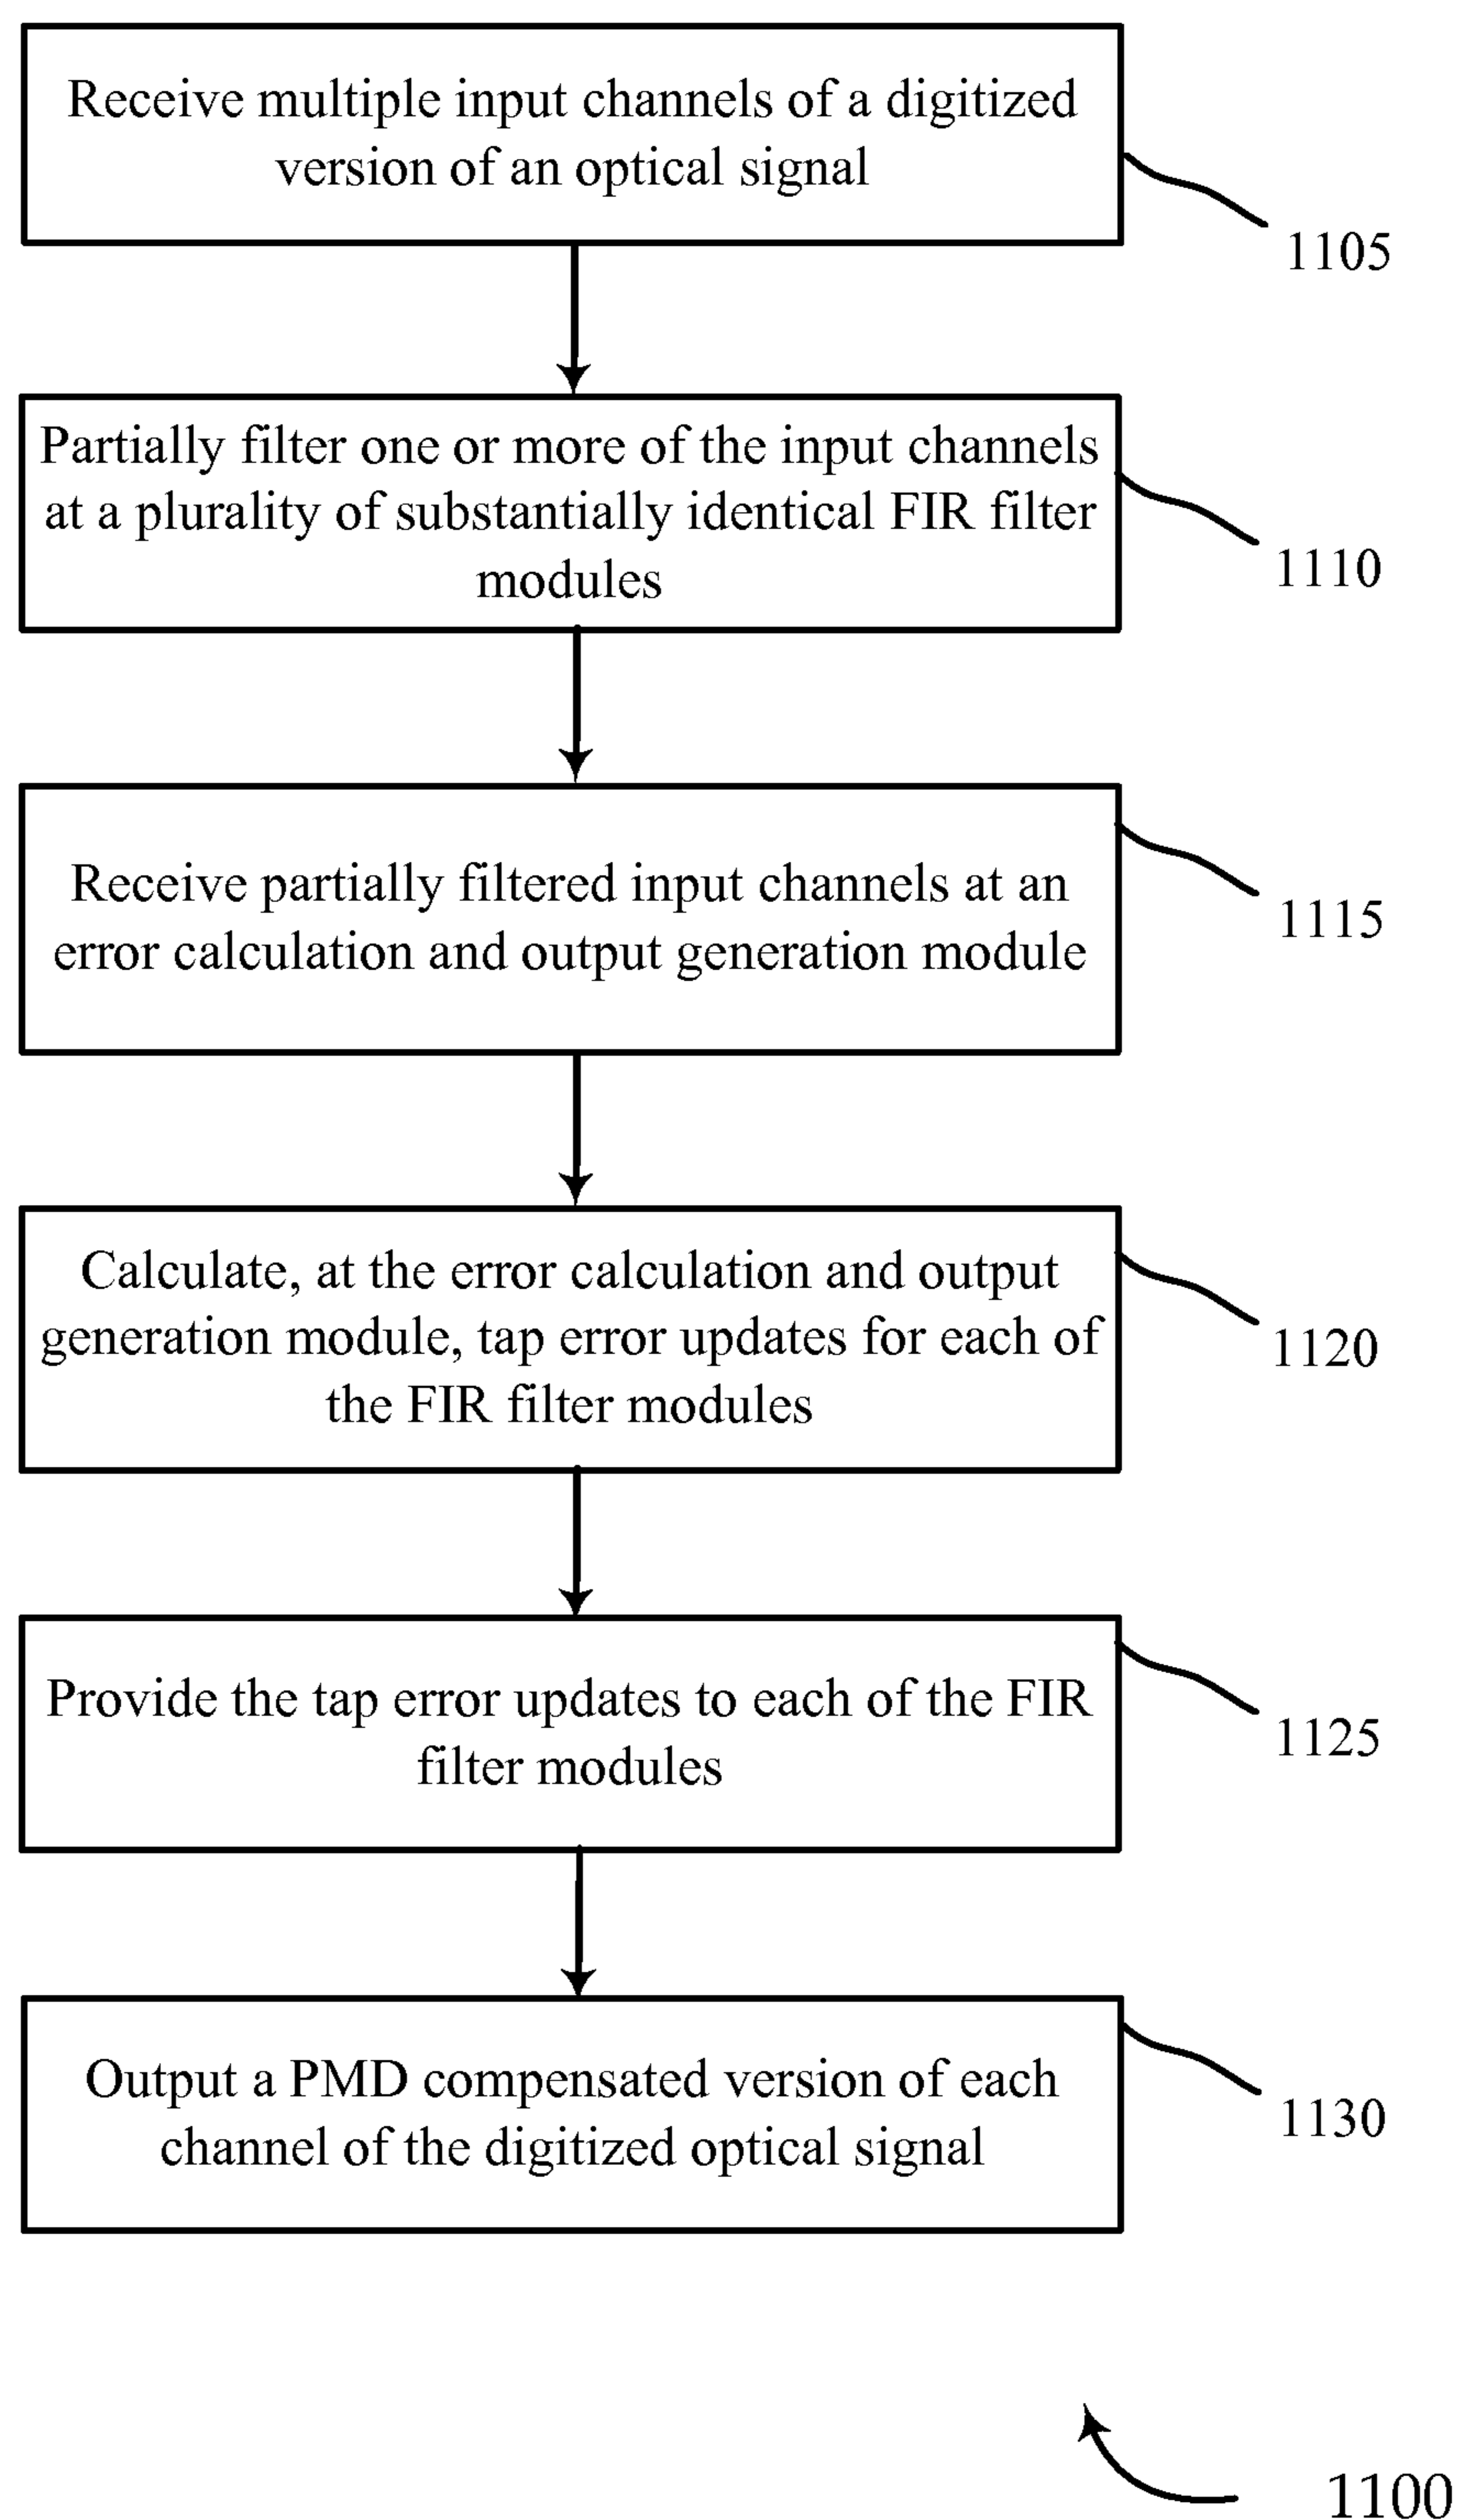 Receive multiple input channels of a digitized
version of an optical signal
1105
Partially filter one or more of the input channels
at a plurality of substantially identical FIR filter
modules
1110
Receive partially filtered input channels at an
error calculation and output generation module
1115
Calculate, at the error calculation and output
generation module, tap error updates for each of
the FIR filter modules
1120
Provide the tap error updates to each of the FIR
filter modules
1125
Output a PMD compensated version of each
channel of the digitized optical signal
1130
1100